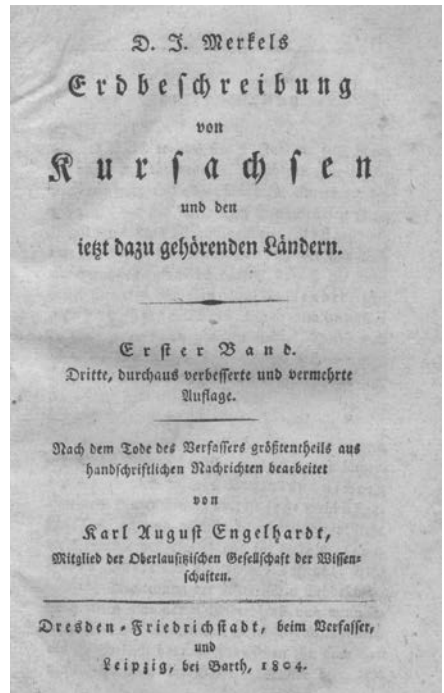 D. J. Merkels
Erdbeschreibung
von
Kursachsen
und den
ietzt dazu gehörenden Ländern.
Erster Band.
Dritte, durchaus verbesserte und vermehrte
Auflage.
Nach dem Tode des Verfassers größtentheils aus
handschriftlichen Nachrichten bearbeitet
von
Karl August Engelhardt,
Mitglied der Oberlausitzischen Gesellschaft der Wissen-
schaften.
Dresden-Friedrichstadt, beim Verfasser,
und
Leipzig, bei Barth, 1804.